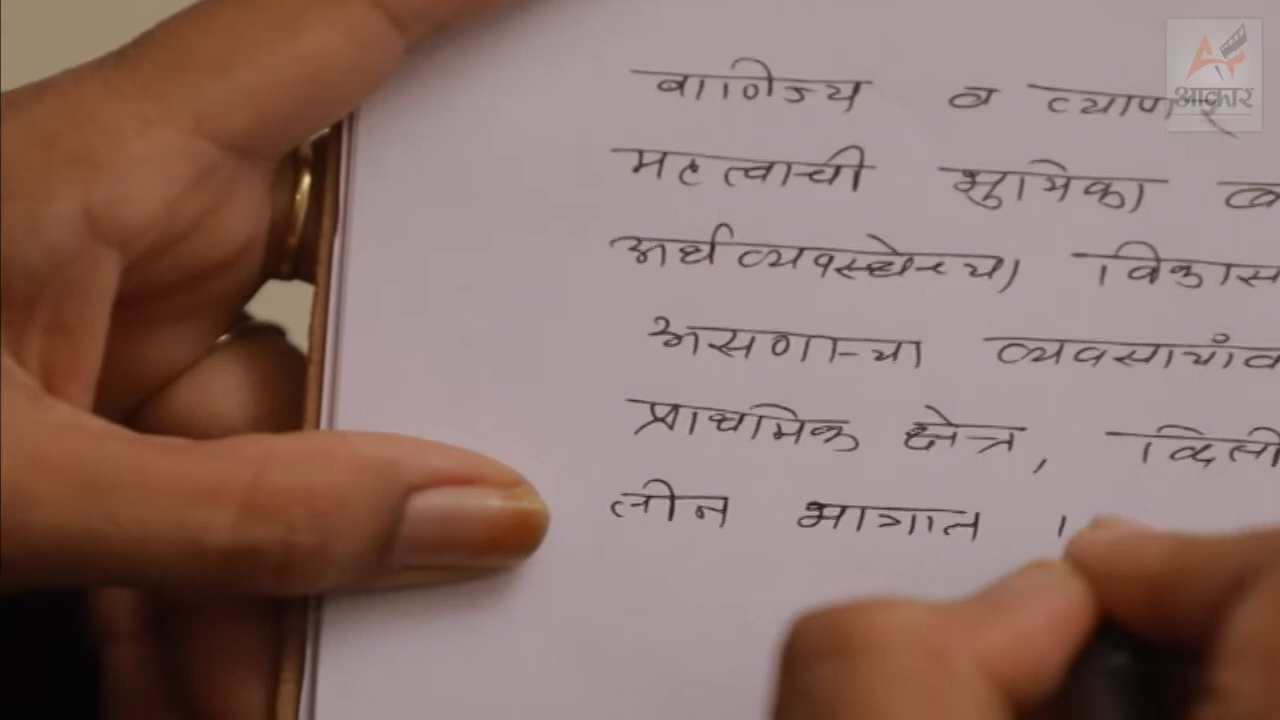 वाणिज्य व व्यापार
महत्वाची भुमिका ब
अर्थव्यवस्थेच्या विकास
असणाऱ्या व्यवसायांव
प्राथमिक क्षेत्र, द्विती
तीन भागात
आकार